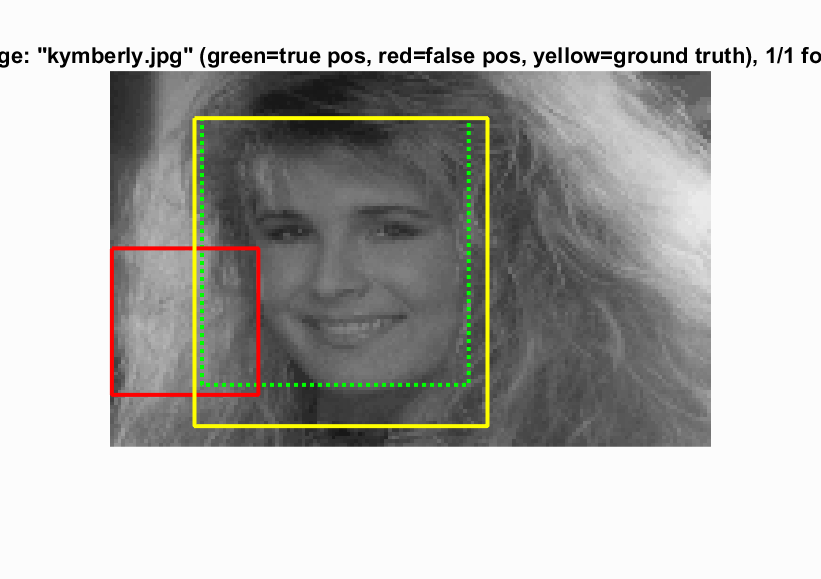 ge: "kymberly.jpg" (green=true pos, red=false pos, yellow=ground truth), 1/1 fo